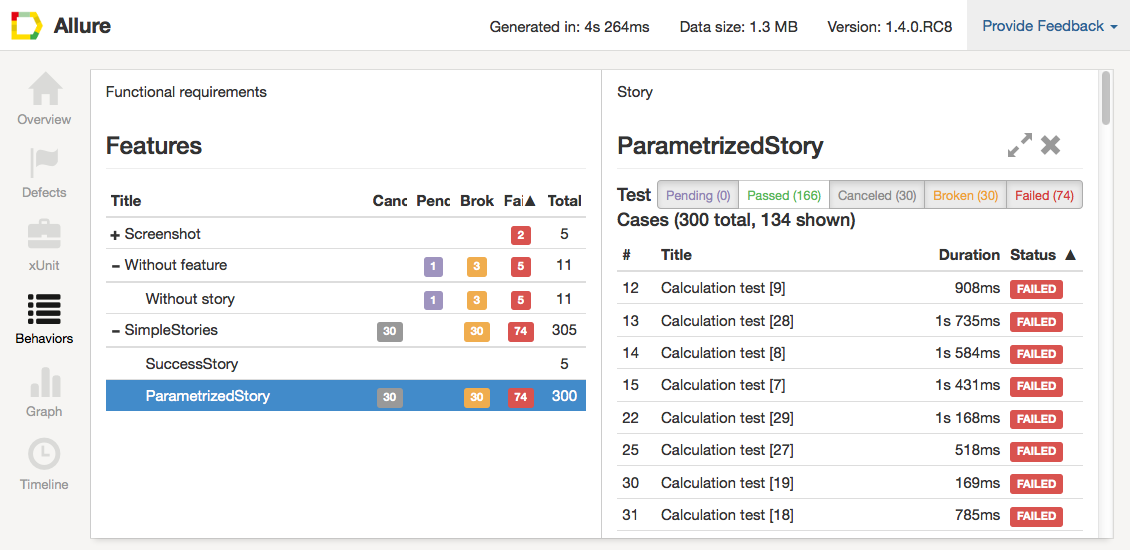 Allure
Generated in: 4s 264ms Data size: 1.3 MB Version: 1.4.0.RC8 Provide Feedback
Overview
Defects
xUnit
Behaviors
Graph
Timeline
Functional requirements
Features
Title Canc Penc Brok Fai▲ Total
+ Screenshot 2 5
− Without feature 1 3 5 11
Without story 1 3 5 11
− SimpleStories 30 30 74 305
SuccessStory 5
ParametrizedStory 30 30 74 300
Story
ParametrizedStory
Test Pending (0) Passed (166) Canceled (30) Broken (30) Failed (74)
Cases (300 total, 134 shown)
# Title Duration Status ▲
12 Calculation test [9] 908ms FAILED
13 Calculation test [28] 1s 735ms FAILED
14 Calculation test [8] 1s 584ms FAILED
15 Calculation test [7] 1s 431ms FAILED
22 Calculation test [29] 1s 168ms FAILED
25 Calculation test [27] 518ms FAILED
30 Calculation test [19] 169ms FAILED
31 Calculation test [18] 785ms FAILED